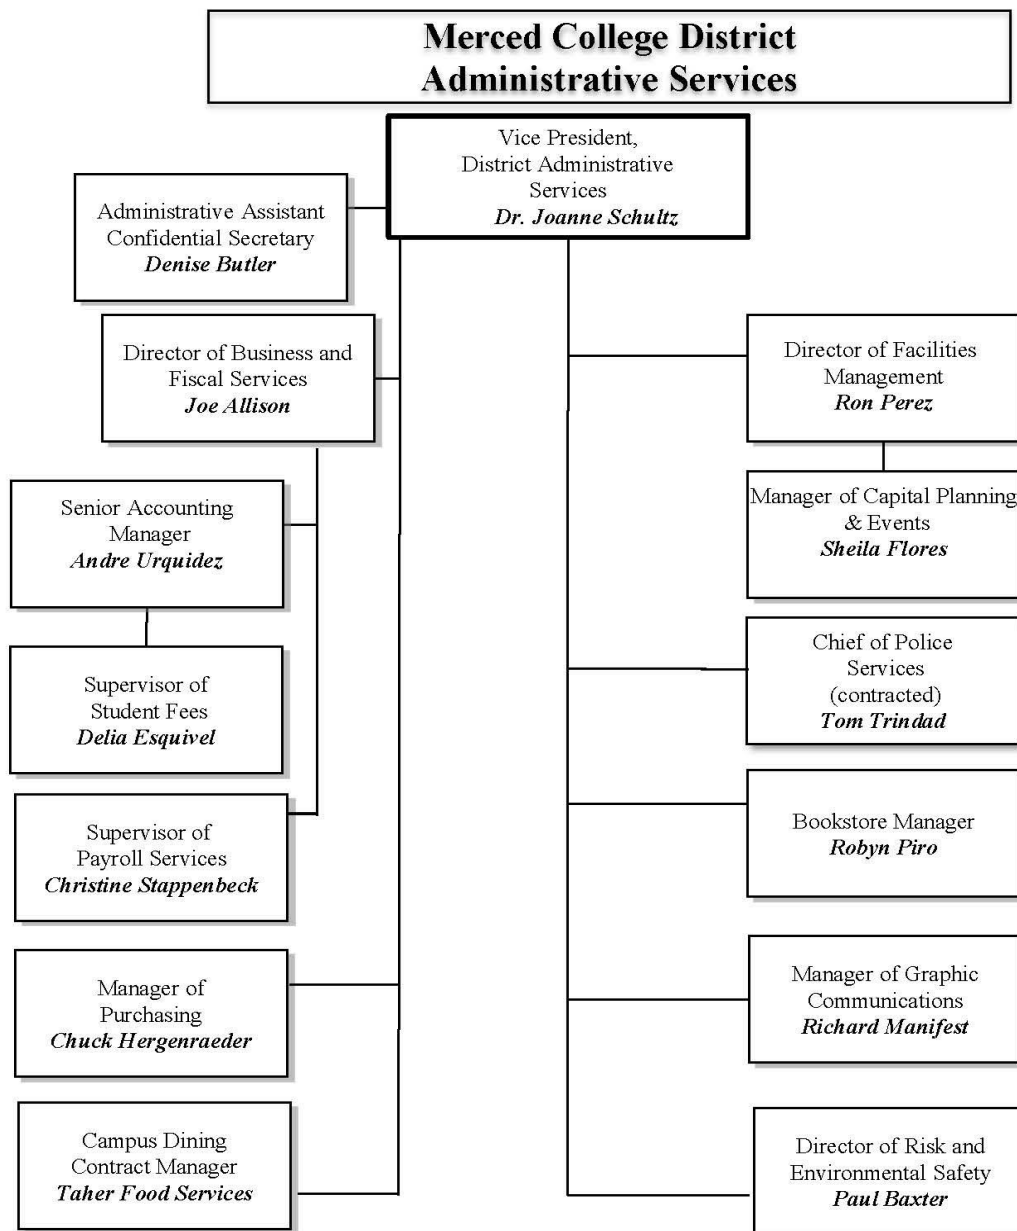 Merced College District
Administrative Services
Vice President,
District Administrative
Services
Dr. Joanne Schultz
Administrative Assistant
Confidential Secretary
Denise Butler
Director of Business and
Fiscal Services
Joe Allison
Senior Accounting
Manager
Andre Urquidez
Supervisor of
Student Fees
Delia Esquivel
Supervisor of
Payroll Services
Christine Stappenbeck
Manager of
Purchasing
Chuck Hergenraeder
Campus Dining
Contract Manager
Taher Food Services
Director of Facilities
Management
Ron Perez
Manager of Capital Planning
& Events
Sheila Flores
Chief of Police
Services
(contracted)
Tom Trindad
Bookstore Manager
Robyn Piro
Manager of Graphic
Communications
Richard Manifest
Director of Risk and
Environmental Safety
Paul Baxter